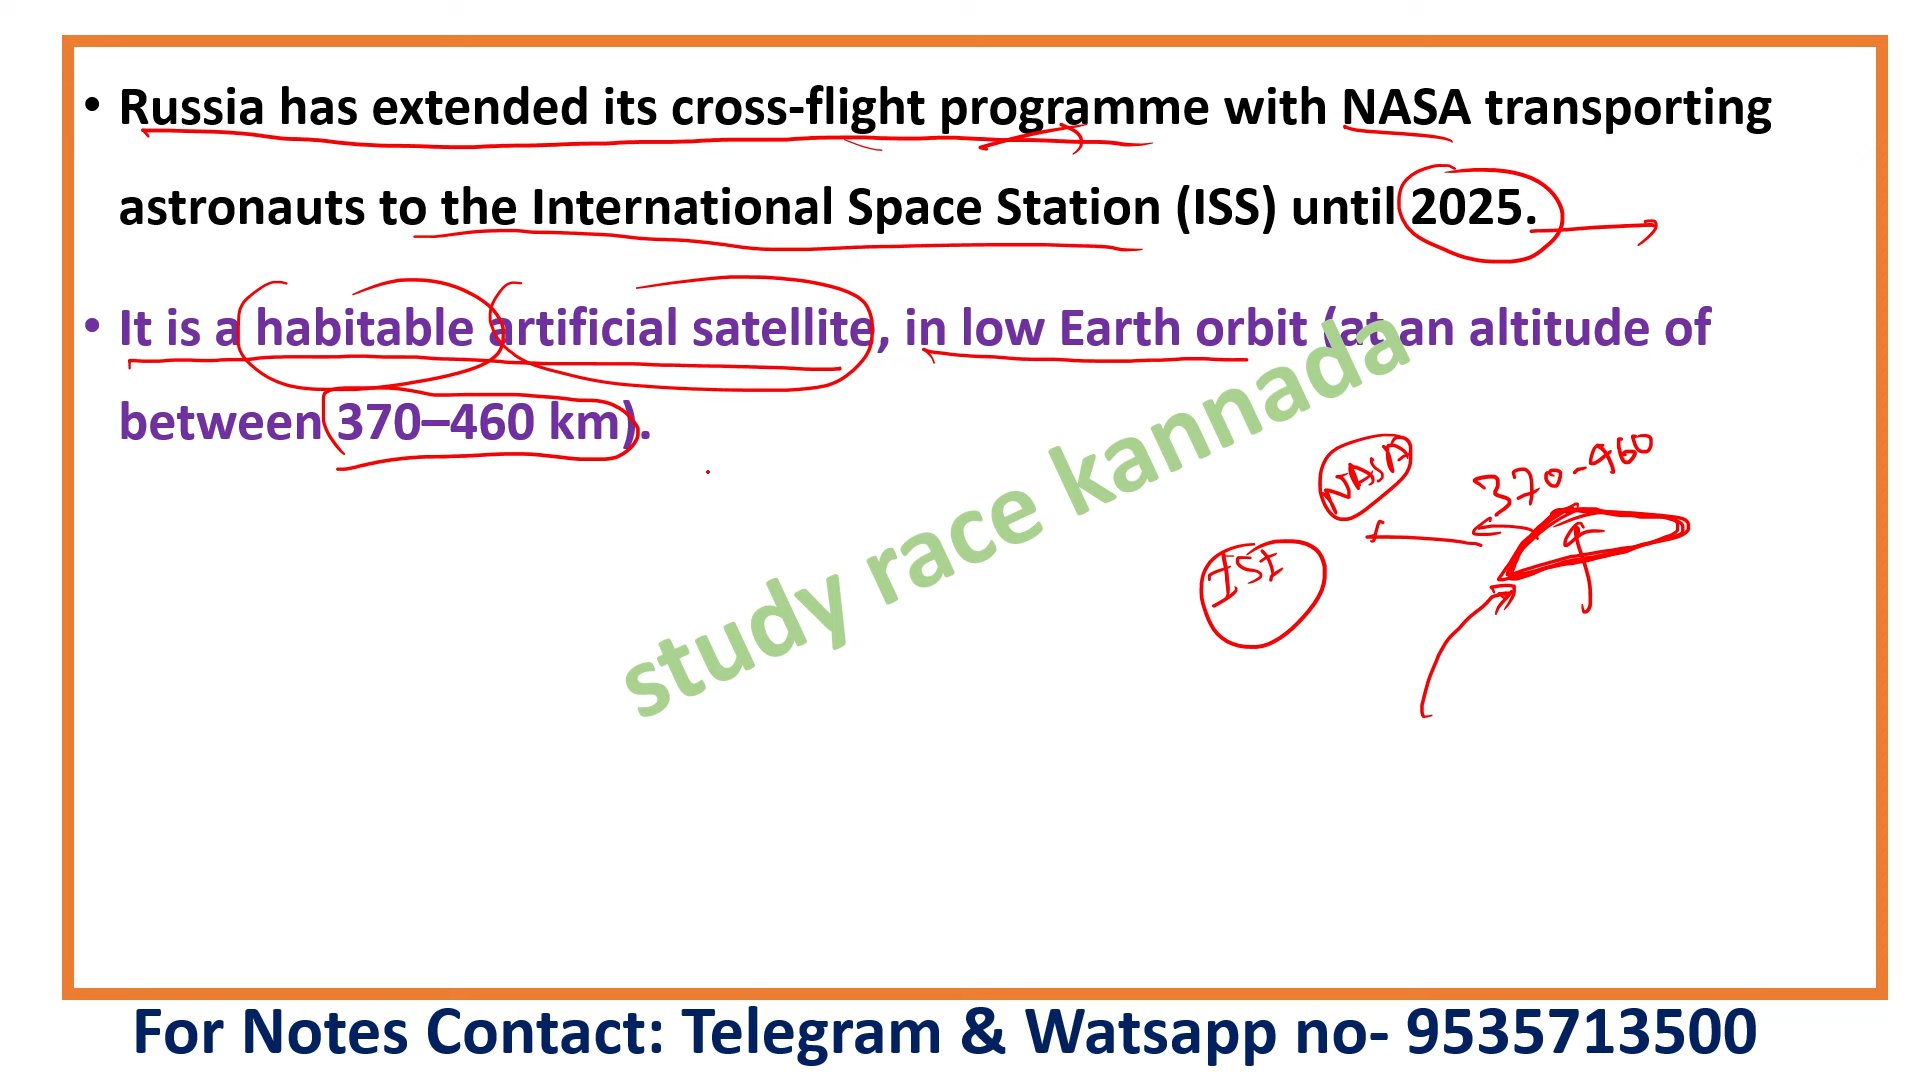 • Russia has extended its cross-flight programme with NASA transporting
astronauts to the International Space Station (ISS) until 2025.
• It is a habitable artificial satellite, in low Earth orbit (at an altitude of
between 370–460 km).
NASA
370-460
ISI
study race kannada
For Notes Contact: Telegram & Watsapp no- 9535713500